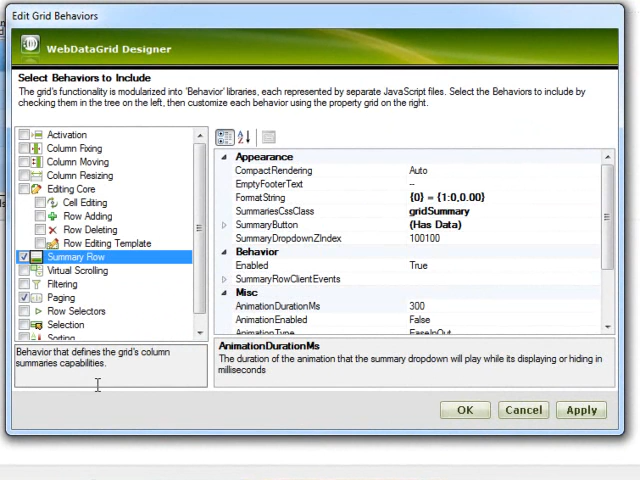 Edit Grid Behaviors
WebDataGrid Designer
Select Behaviors to Include
The grid's functionality is modularized into 'Behavior' libraries, each represented by separate JavaScript files. Select the Behaviors to include by
checking them in the tree on the left, then customize each behavior using the property grid on the right.
Activation
Column Fixing
Column Moving
Column Resizing
Editing Core
Cell Editing
Row Adding
Row Deleting
Row Editing Template
Summary Row
Virtual Scrolling
Filtering
Paging
Row Selectors
Selection
Sorting
Behavior that defines the grid's column
summaries capabilities.
Appearance
CompactRendering Auto
EmptyFooterText --
FormatString {0} = {1:0,0.00}
SummariesCssClass gridSummary
SummaryButton (Has Data)
SummaryDropdownZIndex 100100
Behavior
Enabled True
SummaryRowClientEvents
Misc
AnimationDurationMs 300
AnimationEnabled False
AnimationType EaseInOut
AnimationDurationMs
The duration of the animation that the summary dropdown will play while its displaying or hiding in
milliseconds
OK Cancel Apply